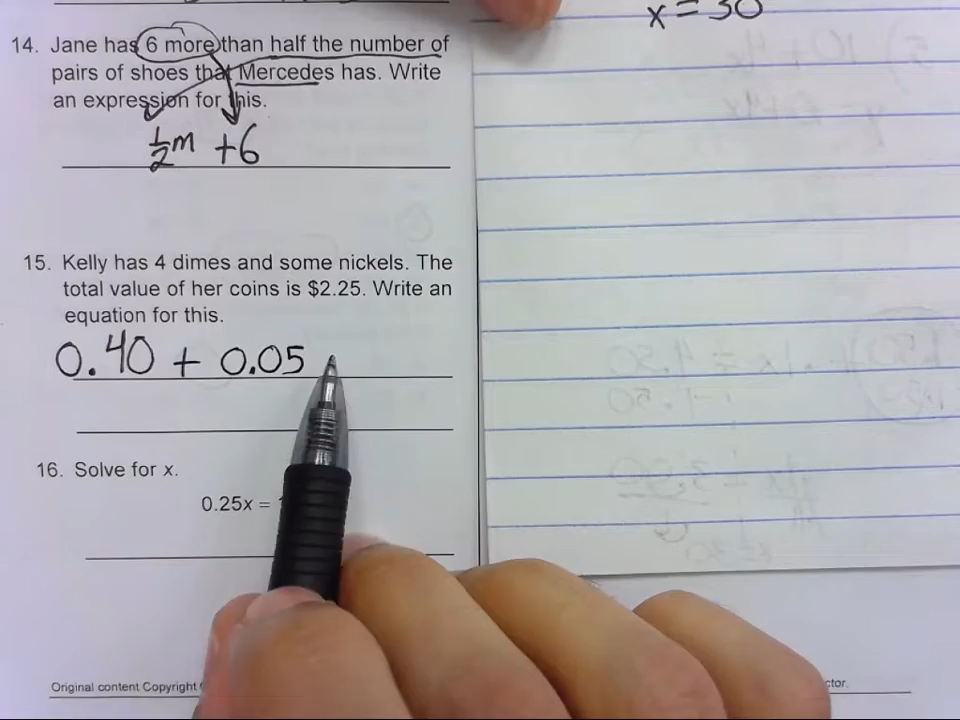 x = 30
14. Jane has 6 more than half the number of
pairs of shoes that Mercedes has. Write
an expression for this.
½m + 6
15. Kelly has 4 dimes and some nickels. The
total value of her coins is $2.25. Write an
equation for this.
0.40 + 0.05
16. Solve for x.
0.25x =
Original content Copyright